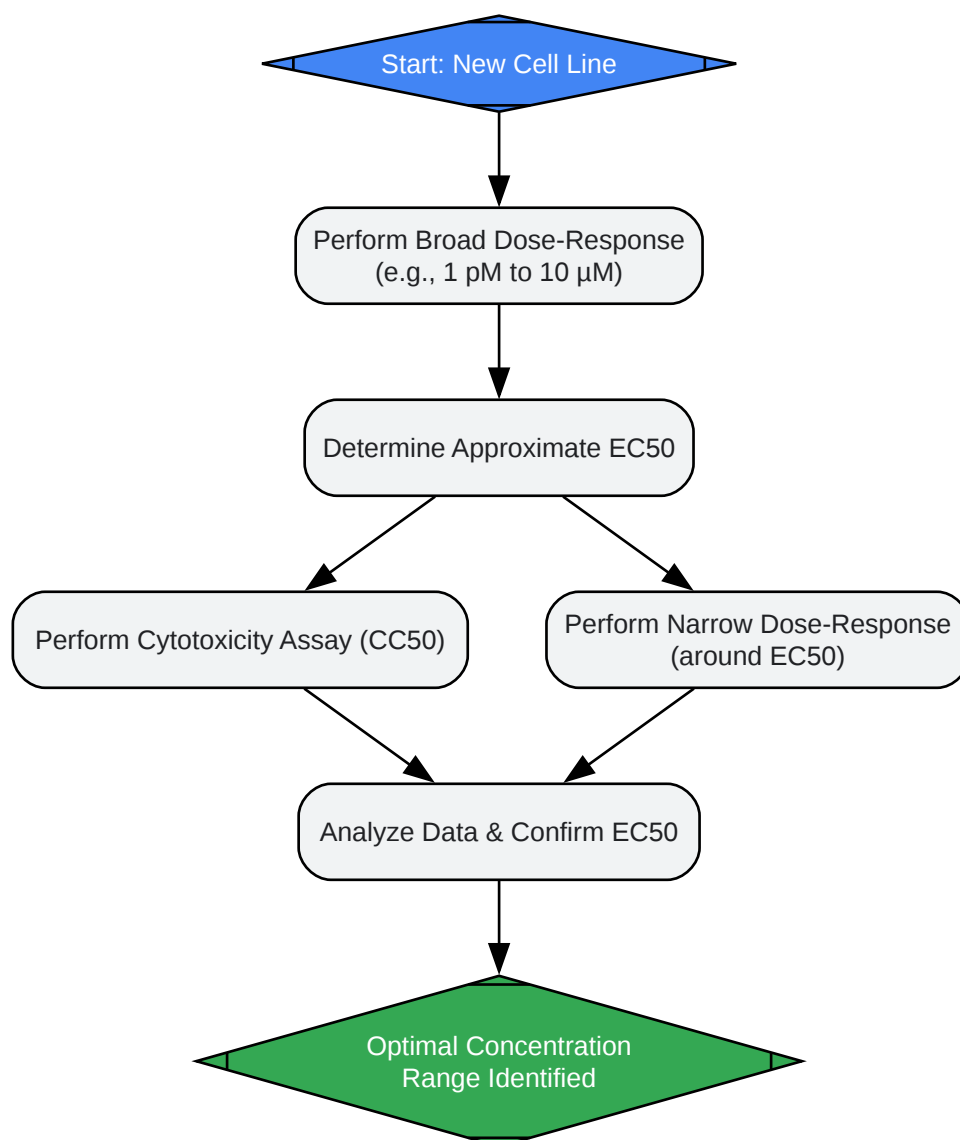 Start: New Cell Line
Perform Broad Dose-Response
(e.g., 1 pM to 10 µM)
Determine Approximate EC50
Perform Cytotoxicity Assay (CC50)
Perform Narrow Dose-Response
(around EC50)
Analyze Data & Confirm EC50
Optimal Concentration
Range Identified